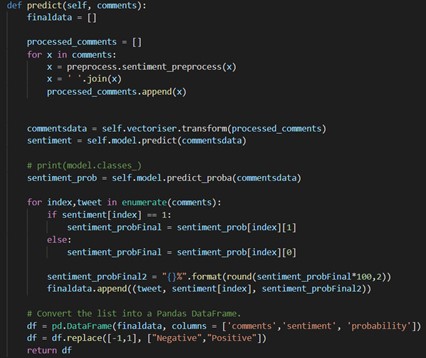 def predict(self, comments):
    finaldata = []

    processed_comments = []
    for x in comments:
        x = preprocess.sentiment_preprocess(x)
        x = ' '.join(x)
        processed_comments.append(x)


    commentsdata = self.vectoriser.transform(processed_comments)
    sentiment = self.model.predict(commentsdata)

    # print(model.classes_)
    sentiment_prob = self.model.predict_proba(commentsdata)

    for index,tweet in enumerate(comments):
        if sentiment[index] == 1:
            sentiment_probFinal = sentiment_prob[index][1]
        else:
            sentiment_probFinal = sentiment_prob[index][0]

        sentiment_probFinal2 = "{}%".format(round(sentiment_probFinal*100,2))
        finaldata.append((tweet, sentiment[index], sentiment_probFinal2))

    # Convert the list into a Pandas DataFrame.
    df = pd.DataFrame(finaldata, columns = ['comments','sentiment', 'probability'])
    df = df.replace([-1,1], ["Negative","Positive"])
    return df